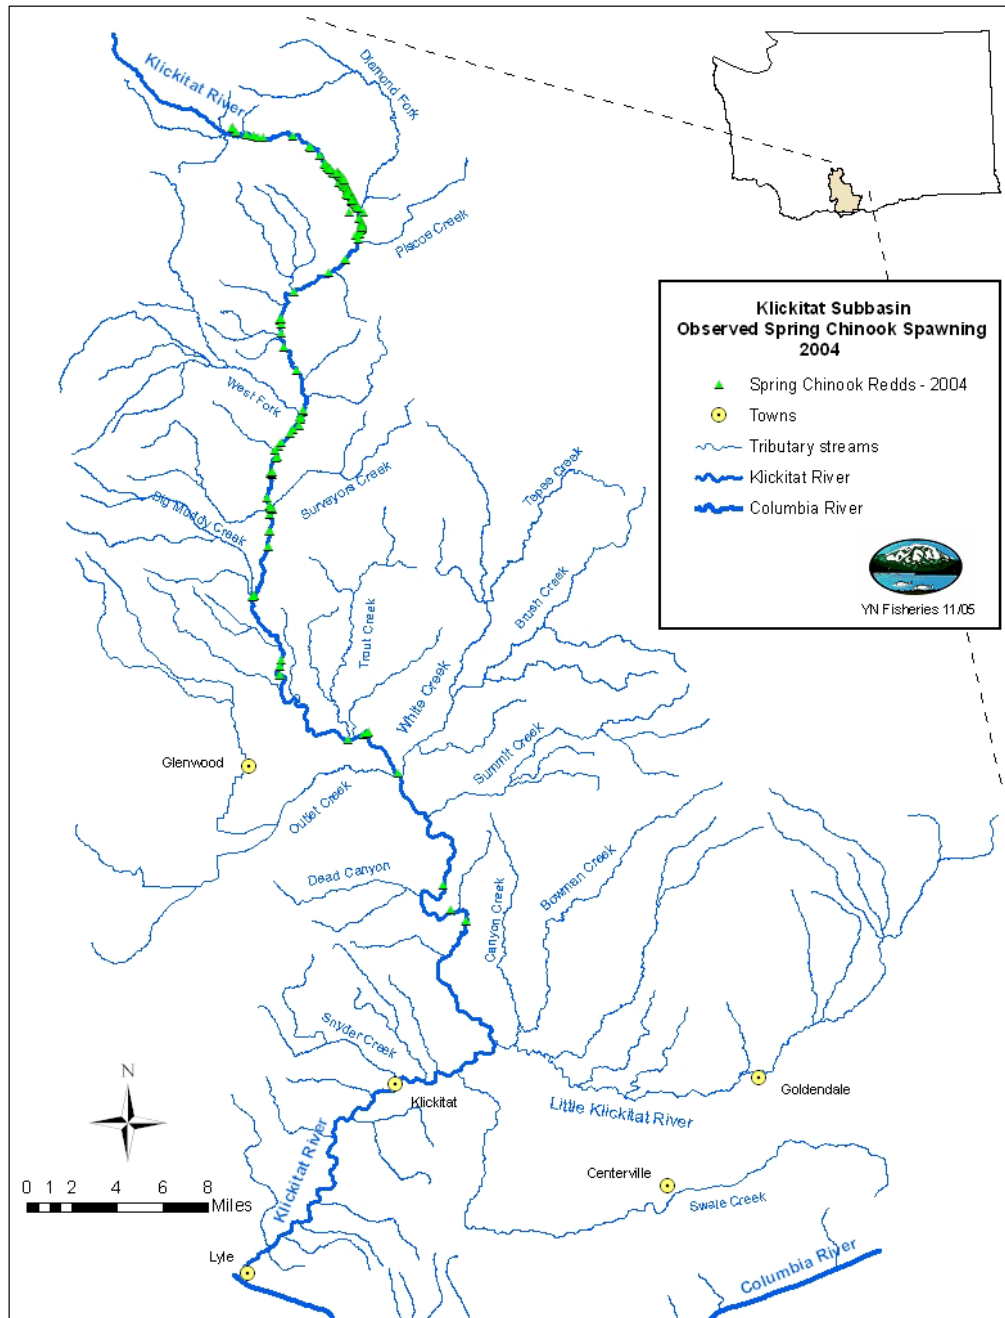 Klickitat River
Diamond Fork
Piscoe Creek
Klickitat Subbasin
Observed Spring Chinook Spawning
2004
Spring Chinook Redds - 2004
Towns
Tributary streams
Klickitat River
Columbia River
YN Fisheries 11/05
West Fork
Surveyors Creek
Tepee Creek
Big Muddy Creek
Brush Creek
Trout Creek
White Creek
Summit Creek
Glenwood
Outlet Creek
Dead Canyon
Canyon Creek
Bowman Creek
Snyder Creek
N
Klickitat
Goldendale
Little Klickitat River
Klickitat River
Centerville
Swale Creek
0 1 2 4 6 8
Miles
Lyle
Columbia River